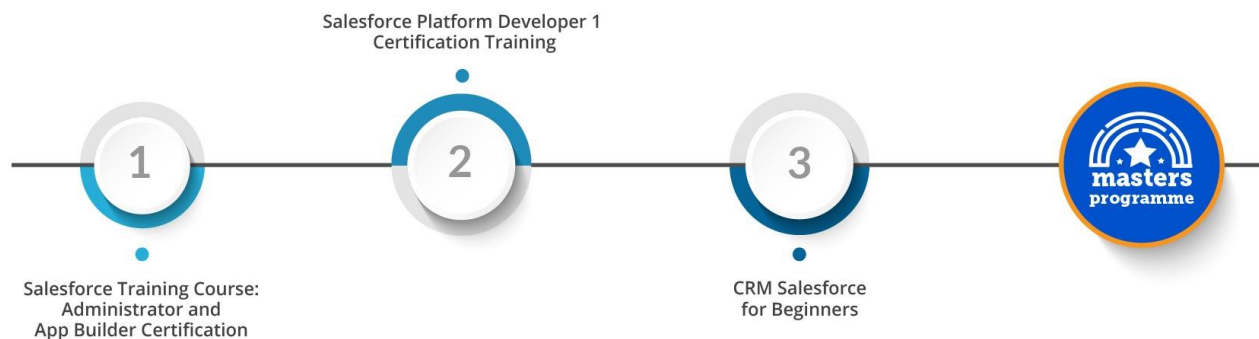 Salesforce Platform Developer 1
Certification Training
1
2
3
masters
programme
Salesforce Training Course:
Administrator and
App Builder Certification
CRM Salesforce
for Beginners